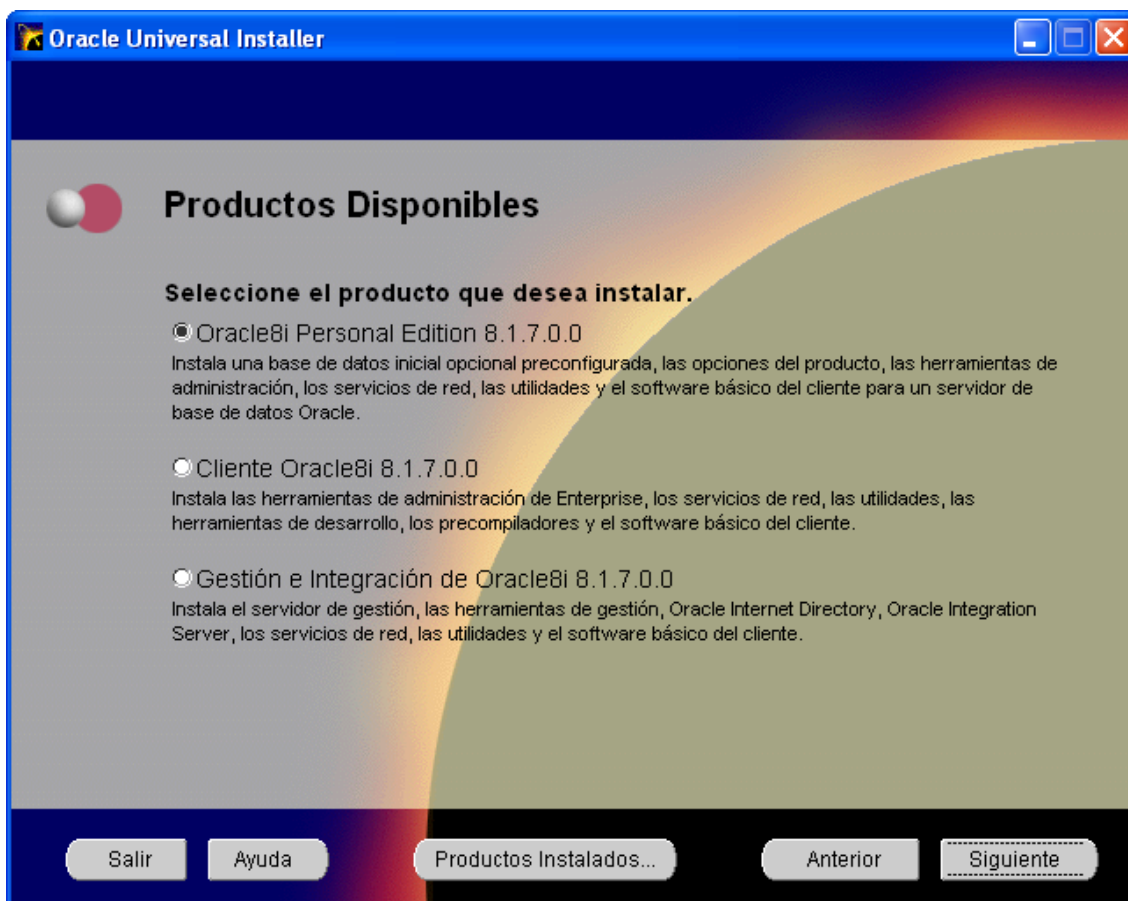 Oracle Universal Installer
Productos Disponibles
Seleccione el producto que desea instalar.
Oracle8i Personal Edition 8.1.7.0.0
Instala una base de datos inicial opcional preconfigurada, las opciones del producto, las herramientas de
administración, los servicios de red, las utilidades y el software básico del cliente para un servidor de
base de datos Oracle.
Cliente Oracle8i 8.1.7.0.0
Instala las herramientas de administración de Enterprise, los servicios de red, las utilidades, las
herramientas de desarrollo, los precompiladores y el software básico del cliente.
Gestión e Integración de Oracle8i 8.1.7.0.0
Instala el servidor de gestión, las herramientas de gestión, Oracle Internet Directory, Oracle Integration
Server, los servicios de red, las utilidades y el software básico del cliente.
Salir Ayuda Productos Instalados... Anterior Siguiente